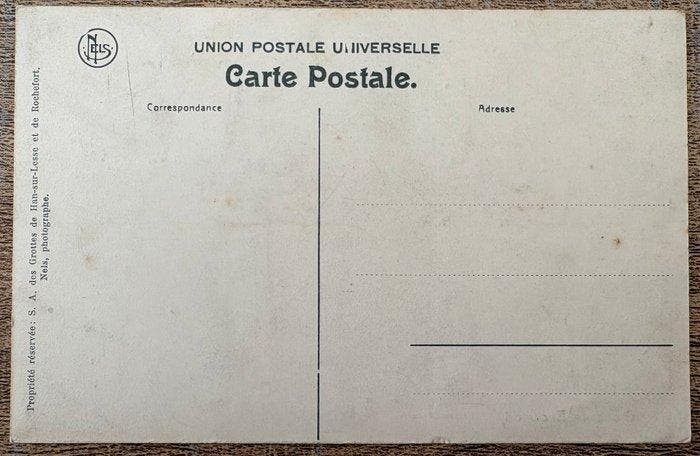 NELS
UNION POSTALE UNIVERSELLE
Carte Postale.
Correspondance
Adresse
Propriété réservée: S. A. des Grottes de Han-sur-Lesse et de Rochefort.
Nels, photographe.